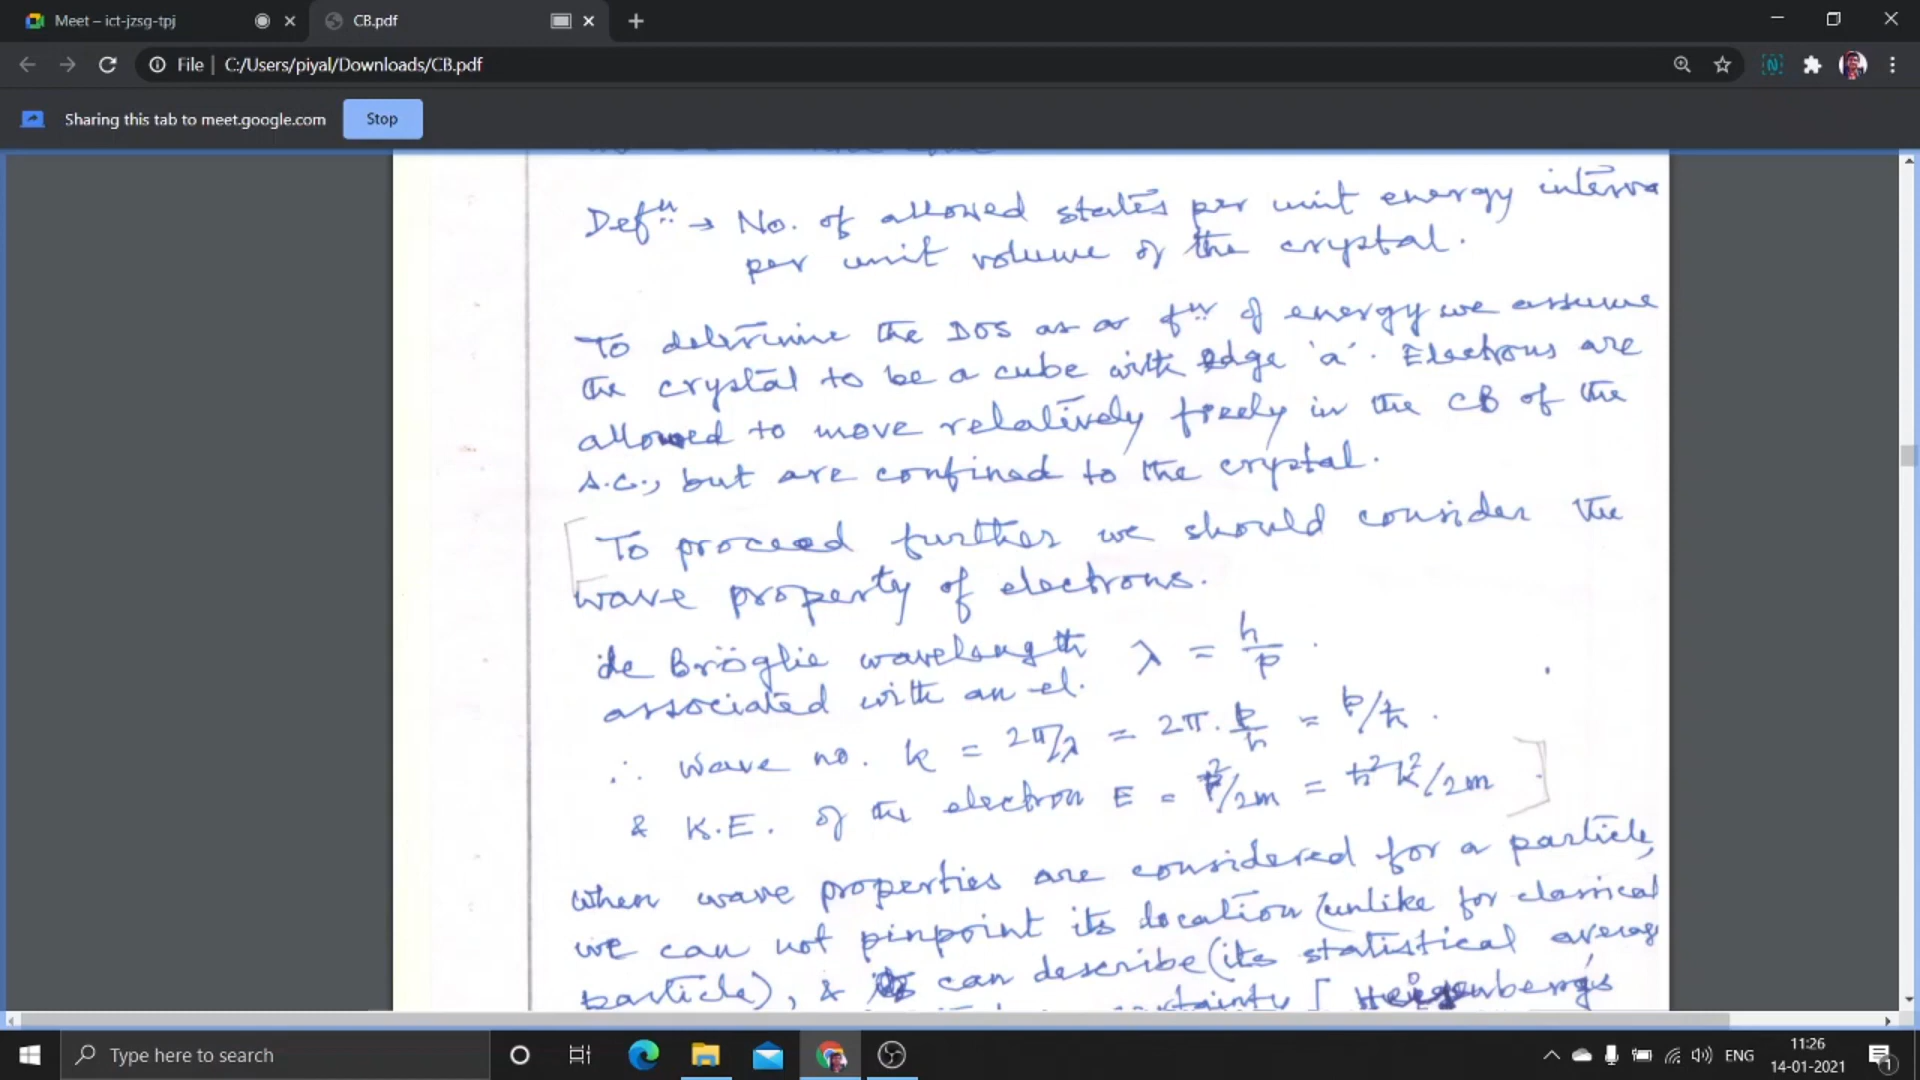 Meet – ict-jzsg-tpj
CB.pdf
File | C:/Users/piyal/Downloads/CB.pdf
Sharing this tab to meet.google.com
Stop
Defⁿ → No. of allowed states per unit energy interva
per unit volume of the crystal.
To determine the DOS as a fⁿ of energy we assume
the crystal to be a cube with edge 'a'. Electrons are
allowed to move relatively freely in the CB of the
s.c., but are confined to the crystal.
[To proceed further we should consider the
wave property of electrons.
de Bröglie wavelength λ = h/p.
associated with an el.
∴ wave no. k = 2π/λ = 2π. p/h = p/ħ.
& K.E. of the electron E = p²/2m = ħ²k²/2m ]
When wave properties are considered for a particle,
we can not pinpoint its location (unlike for classical
particle), & can describe (its statistical averag
[ Heisenberg's
Type here to search
ENG
11:26
14-01-2021
1